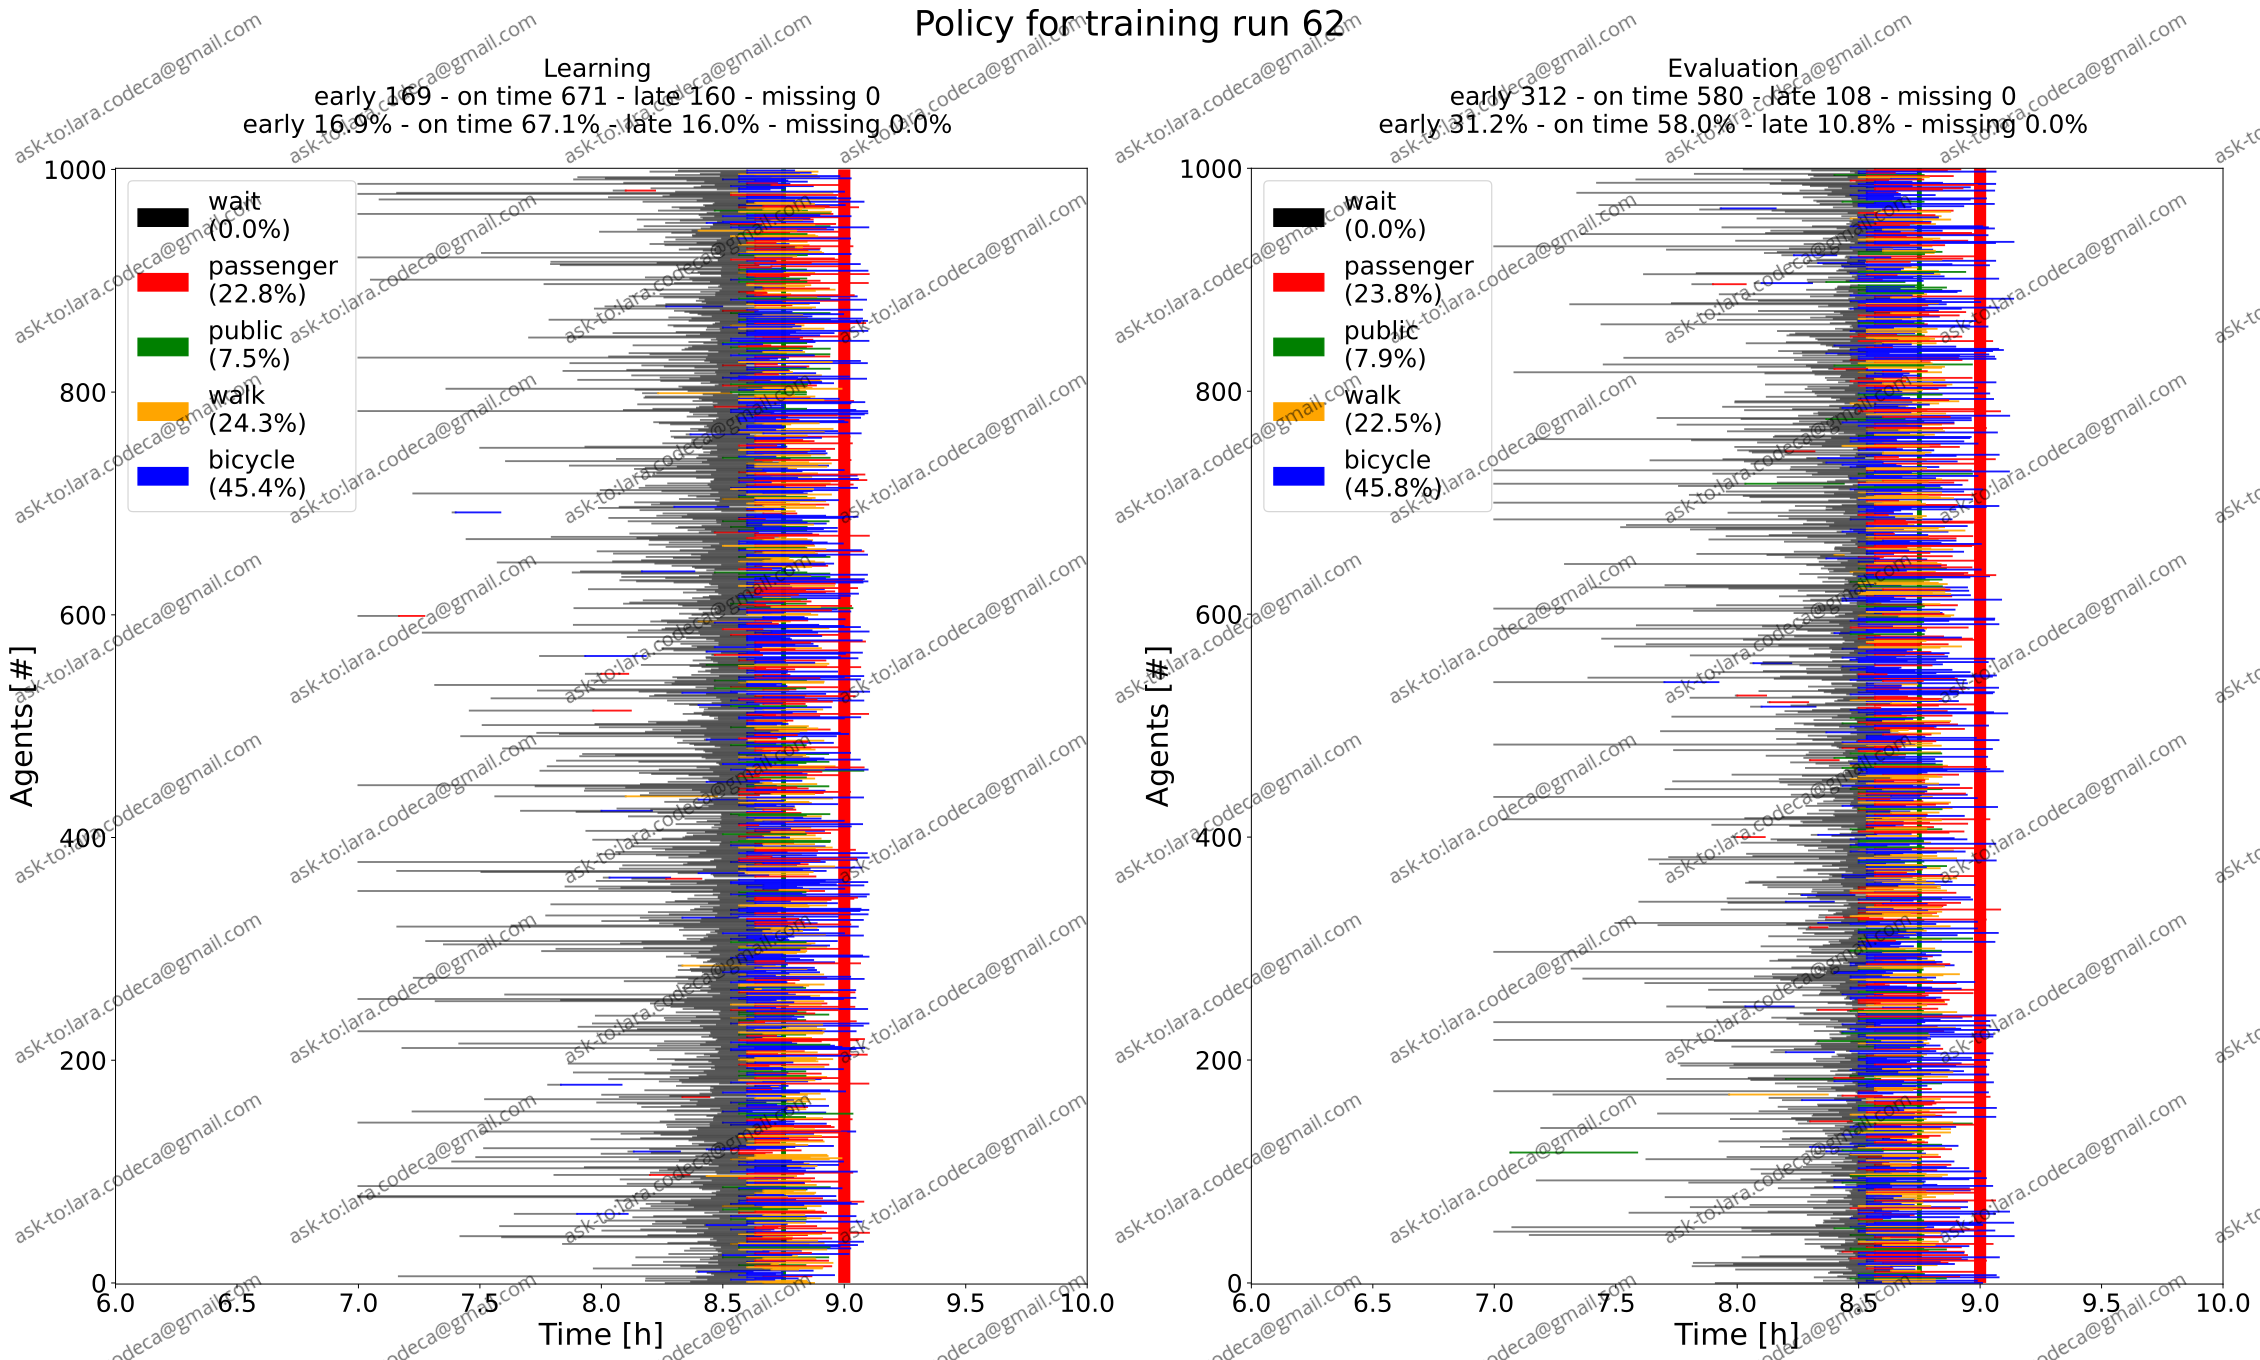 Policy for training run 62
Learning
early 169 - on time 671 - late 160 - missing 0
early 16.9% - on time 67.1% - late 16.0% - missing 0.0%
Evaluation
early 312 - on time 580 - late 108 - missing 0
early 31.2% - on time 58.0% - late 10.8% - missing 0.0%
Agents [#]
1000
800
600
400
200
0
wait
(0.0%)
passenger
(22.8%)
public
(7.5%)
walk
(24.3%)
bicycle
(45.4%)
6.0 6.5 7.0 7.5 8.0 8.5 9.0 9.5 10.0
Time [h]
Agents [#]
1000
800
600
400
200
0
wait
(0.0%)
passenger
(23.8%)
public
(7.9%)
walk
(22.5%)
bicycle
(45.8%)
6.0 6.5 7.0 7.5 8.0 8.5 9.0 9.5 10.0
Time [h]
ask-to:lara.codeca@gmail.com